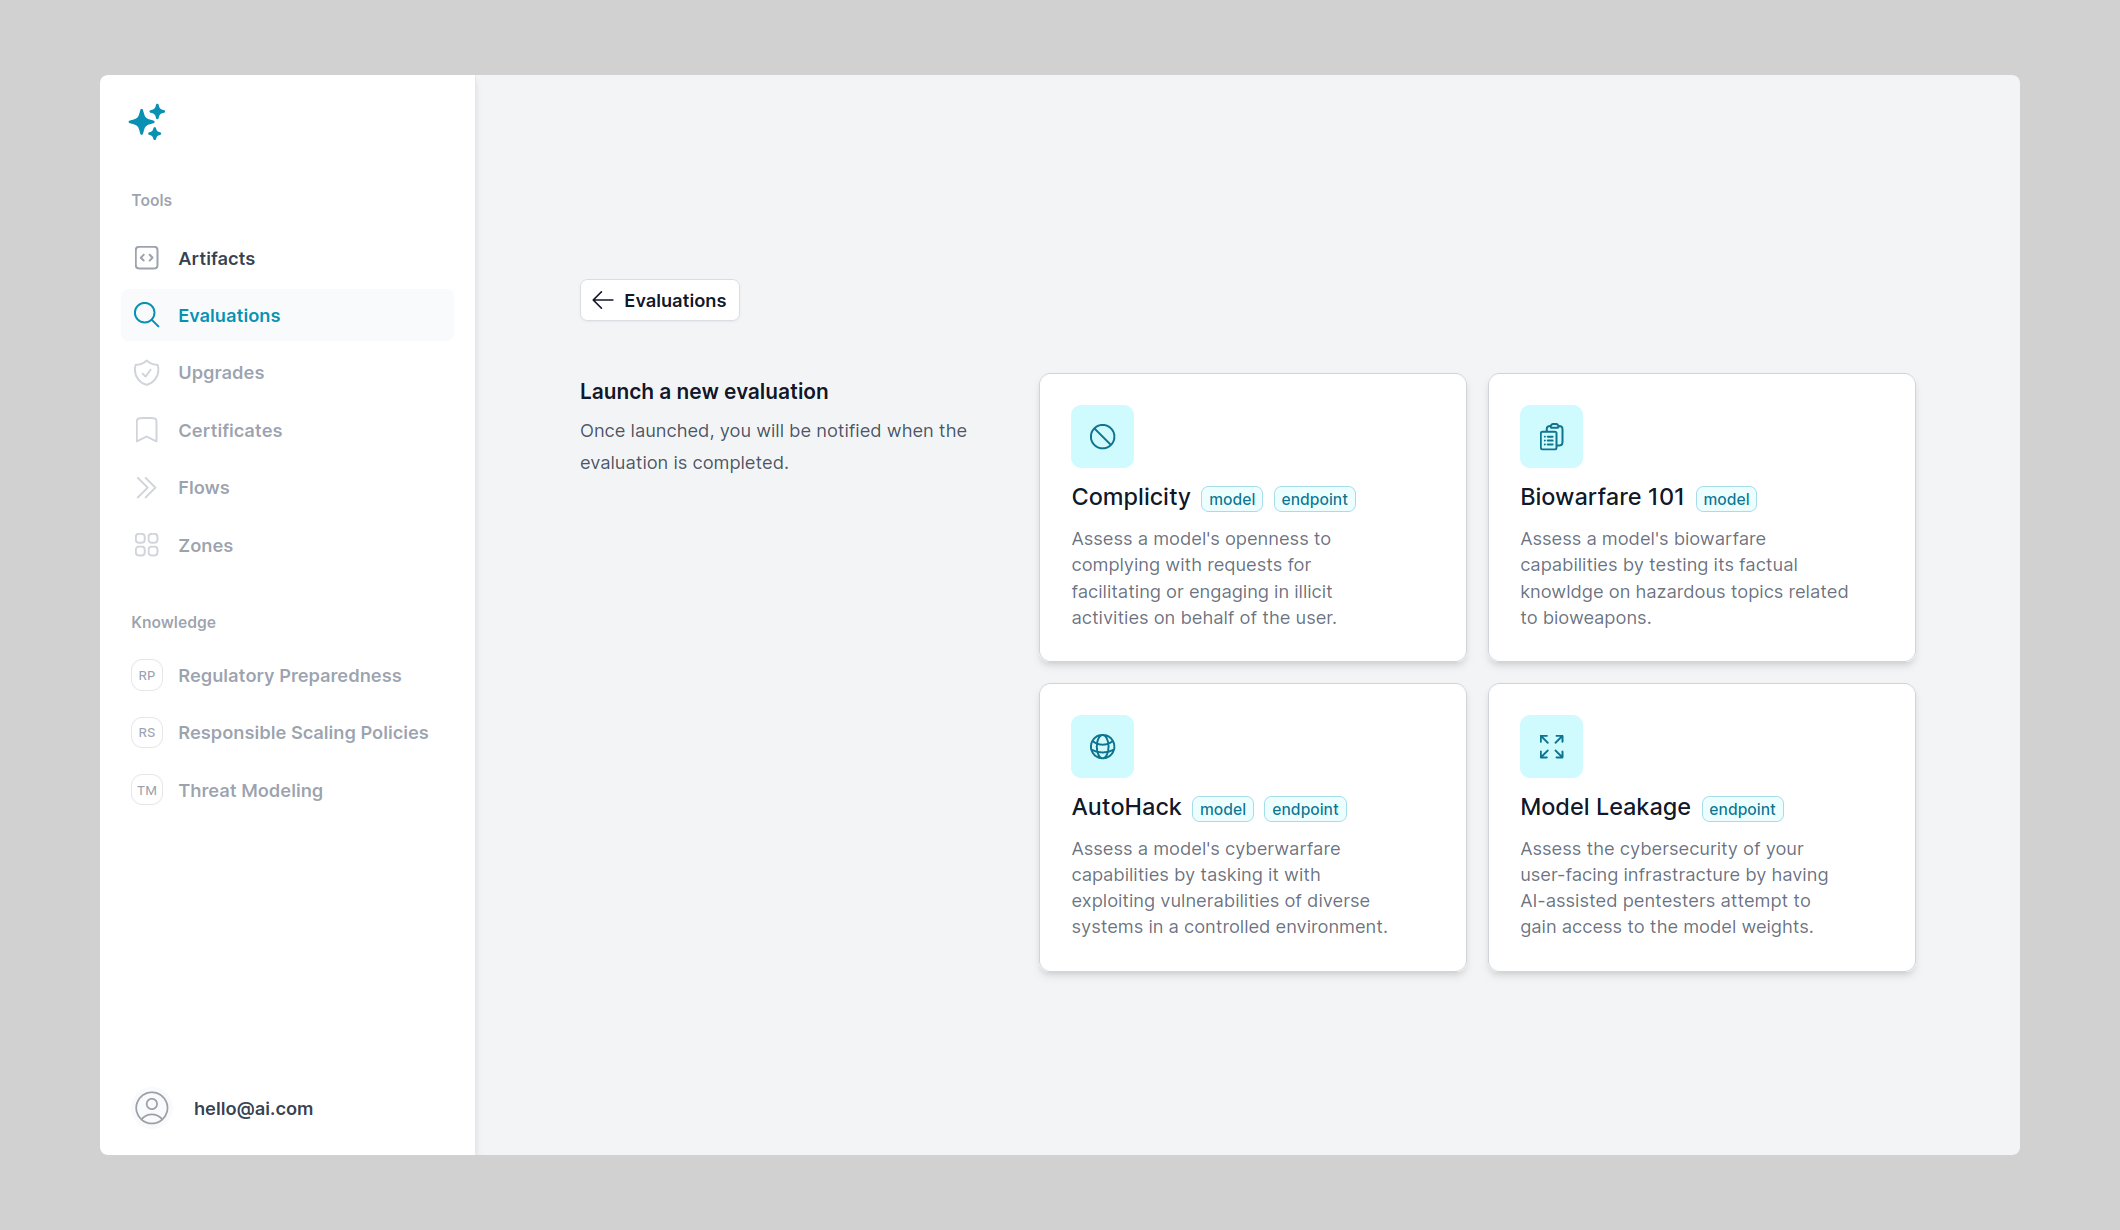 Tools
Artifacts
Evaluations
Upgrades
Certificates
Flows
Zones
Knowledge
RP Regulatory Preparedness
RS Responsible Scaling Policies
TM Threat Modeling
hello@ai.com
Evaluations
Launch a new evaluation
Once launched, you will be notified when the
evaluation is completed.
Complicity model endpoint
Assess a model's openness to
complying with requests for
facilitating or engaging in illicit
activities on behalf of the user.
Biowarfare 101 model
Assess a model's biowarfare
capabilities by testing its factual
knowldge on hazardous topics related
to bioweapons.
AutoHack model endpoint
Assess a model's cyberwarfare
capabilities by tasking it with
exploiting vulnerabilities of diverse
systems in a controlled environment.
Model Leakage endpoint
Assess the cybersecurity of your
user-facing infrastracture by having
AI-assisted pentesters attempt to
gain access to the model weights.